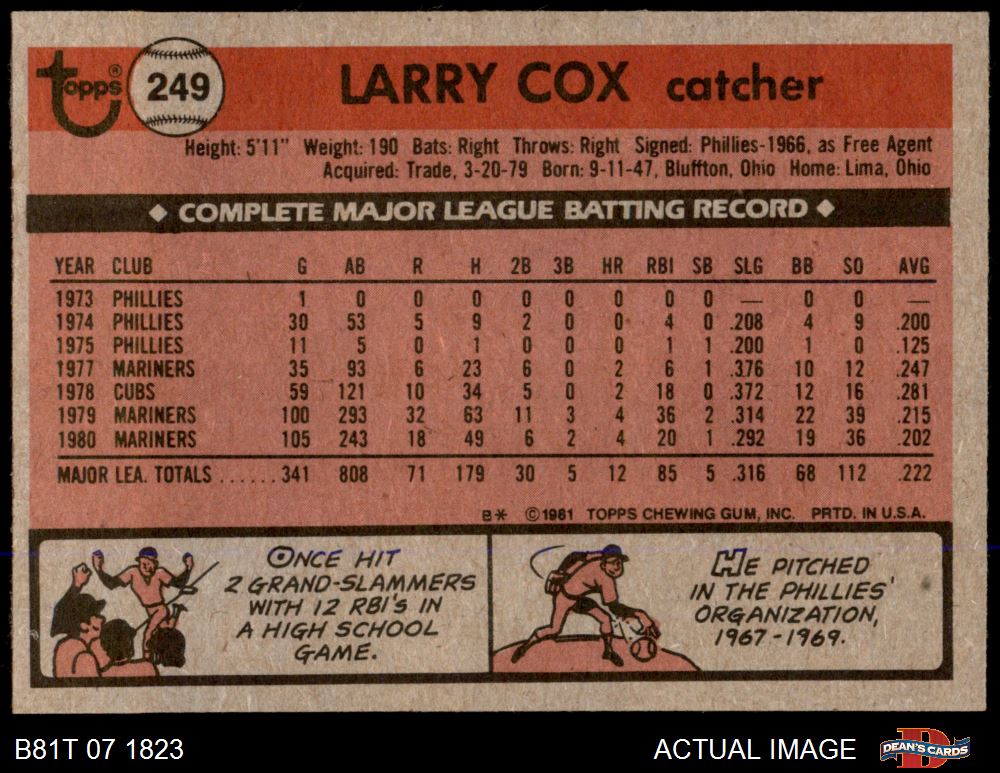 topps®
249
LARRY COX catcher
Height: 5'11" Weight: 190 Bats: Right Throws: Right Signed: Phillies-1966, as Free Agent
Acquired: Trade, 3-20-79 Born: 9-11-47, Bluffton, Ohio Home: Lima, Ohio
◆ COMPLETE MAJOR LEAGUE BATTING RECORD ◆
YEAR CLUB G AB R H 2B 3B HR RBI SB SLG BB SO AVG
1973 PHILLIES 1 0 0 0 0 0 0 0 0 — 0 0 —
1974 PHILLIES 30 53 5 9 2 0 0 4 0 .208 4 9 .200
1975 PHILLIES 11 5 0 1 0 0 0 1 1 .200 1 0 .125
1977 MARINERS 35 93 6 23 6 0 2 6 1 .376 10 12 .247
1978 CUBS 59 121 10 34 5 0 2 18 0 .372 12 16 .281
1979 MARINERS 100 293 32 63 11 3 4 36 2 .314 22 39 .215
1980 MARINERS 105 243 18 49 6 2 4 20 1 .292 19 36 .202
MAJOR LEA. TOTALS ...... 341 808 71 179 30 5 12 85 5 .316 68 112 .222
B* ©1981 TOPPS CHEWING GUM, INC. PRTD. IN U.S.A.
ONCE HIT
2 GRAND-SLAMMERS
WITH 12 RBI'S IN
A HIGH SCHOOL
GAME.
HE PITCHED
IN THE PHILLIES'
ORGANIZATION,
1967-1969.
B81T 07 1823
ACTUAL IMAGE
DEAN'S CARDS